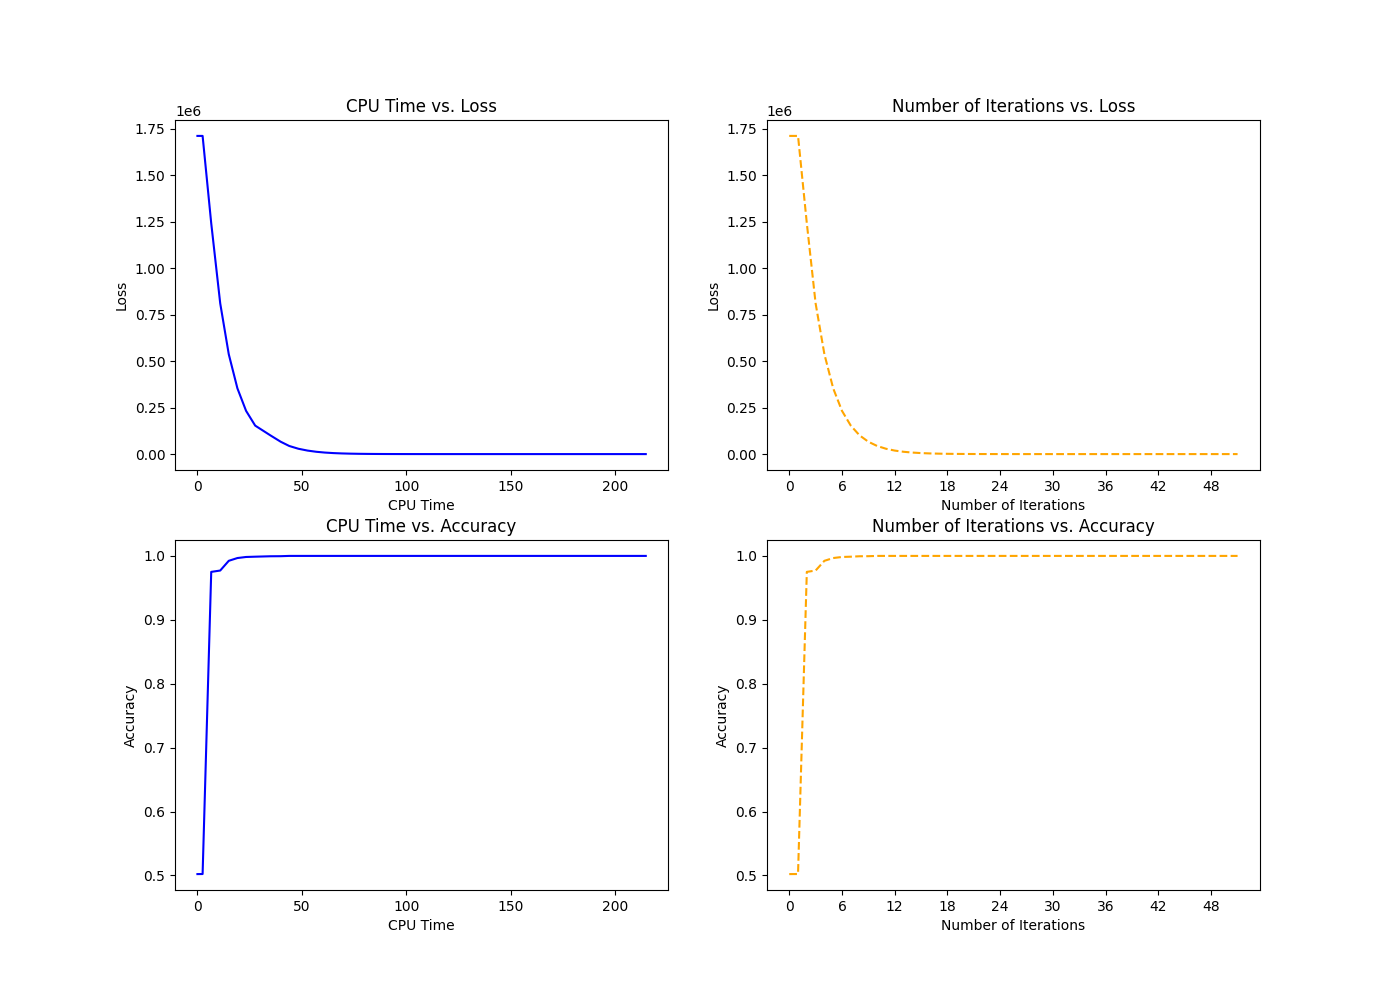 CPU Time vs. Loss
1e6
1.75
1.50
1.25
1.00
0.75
0.50
0.25
0.00
Loss
0 50 100 150 200
CPU Time
Number of Iterations vs. Loss
1e6
1.75
1.50
1.25
1.00
0.75
0.50
0.25
0.00
Loss
0 6 12 18 24 30 36 42 48
Number of Iterations
CPU Time vs. Accuracy
1.0
0.9
0.8
0.7
0.6
0.5
Accuracy
0 50 100 150 200
CPU Time
Number of Iterations vs. Accuracy
1.0
0.9
0.8
0.7
0.6
0.5
Accuracy
0 6 12 18 24 30 36 42 48
Number of Iterations